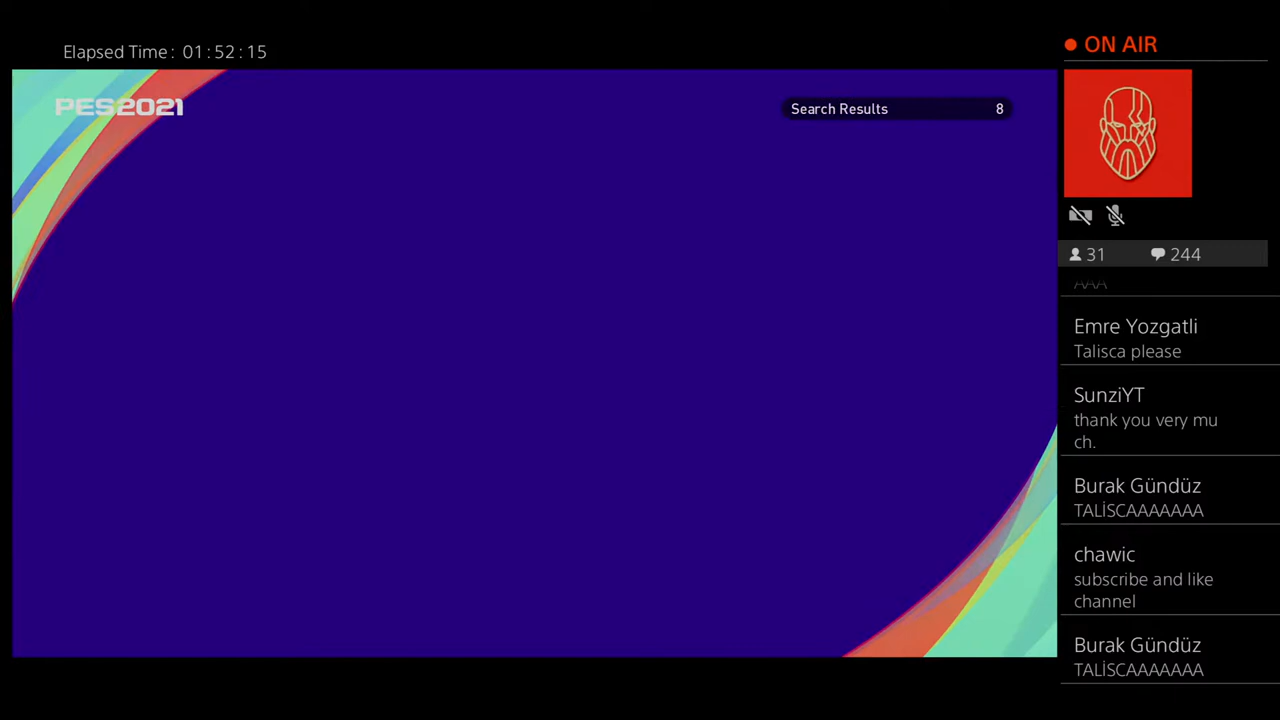 Elapsed Time: 01:52:15
ON AIR
PES2021
Search Results 8
31 244
AAA
Emre Yozgatli
Talisca please
SunziYT
thank you very mu
ch.
Burak Gündüz
TALİSCAAAAAAA
chawic
subscribe and like
channel
Burak Gündüz
TALİSCAAAAAAA